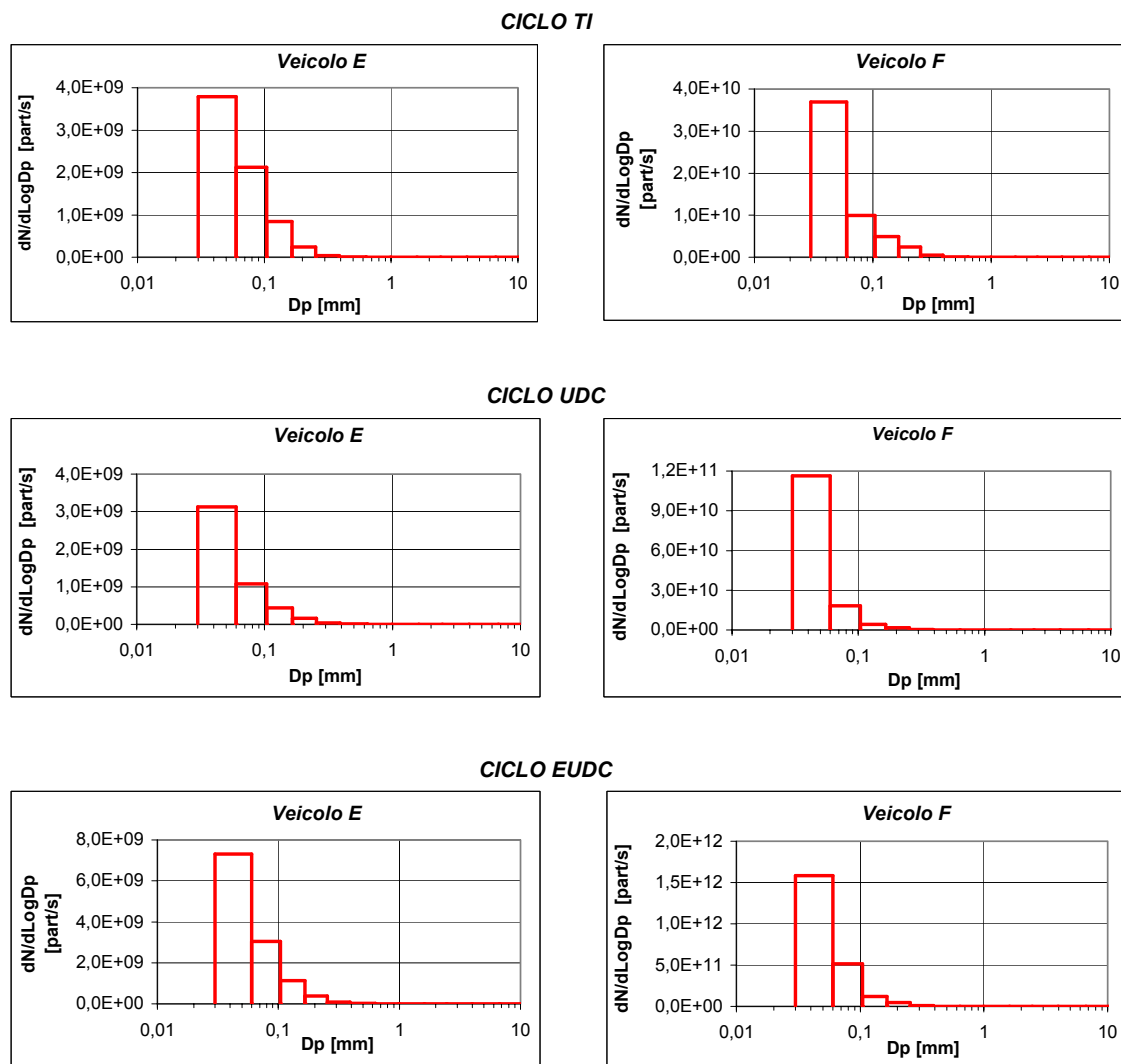 CICLO TI
Veicolo E
dN/dLogDp [part/s]
4,0E+09
3,0E+09
2,0E+09
1,0E+09
0,0E+00
0,01 0,1 1 10
Dp [mm]
Veicolo F
dN/dLogDp
[part/s]
4,0E+10
3,0E+10
2,0E+10
1,0E+10
0,0E+00
0,01 0,1 1 10
Dp [mm]
CICLO UDC
Veicolo E
dN/dLogDp [part/s]
4,0E+09
3,0E+09
2,0E+09
1,0E+09
0,0E+00
0,01 0,1 1 10
Dp [mm]
Veicolo F
dN/dLogDp [part/s]
1,2E+11
9,0E+10
6,0E+10
3,0E+10
0,0E+00
0,01 0,1 1 10
Dp [mm]
CICLO EUDC
Veicolo E
dN/dLogDp
[part/s]
8,0E+09
6,0E+09
4,0E+09
2,0E+09
0,0E+00
0,01 0,1 1 10
Dp [mm]
Veicolo F
dN/dLogDp [part/s]
2,0E+12
1,5E+12
1,0E+12
5,0E+11
0,0E+00
0,01 0,1 1 10
Dp [mm]